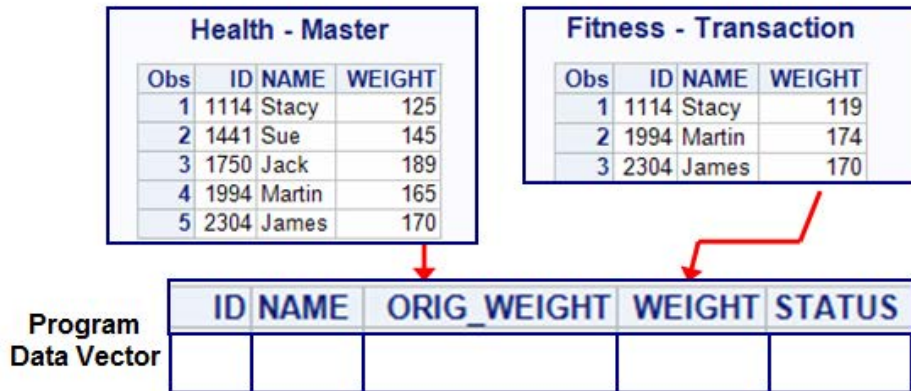 Health - Master
Obs ID NAME WEIGHT
1 1114 Stacy 125
2 1441 Sue 145
3 1750 Jack 189
4 1994 Martin 165
5 2304 James 170
Fitness - Transaction
Obs ID NAME WEIGHT
1 1114 Stacy 119
2 1994 Martin 174
3 2304 James 170
Program
Data Vector
ID NAME ORIG_WEIGHT WEIGHT STATUS